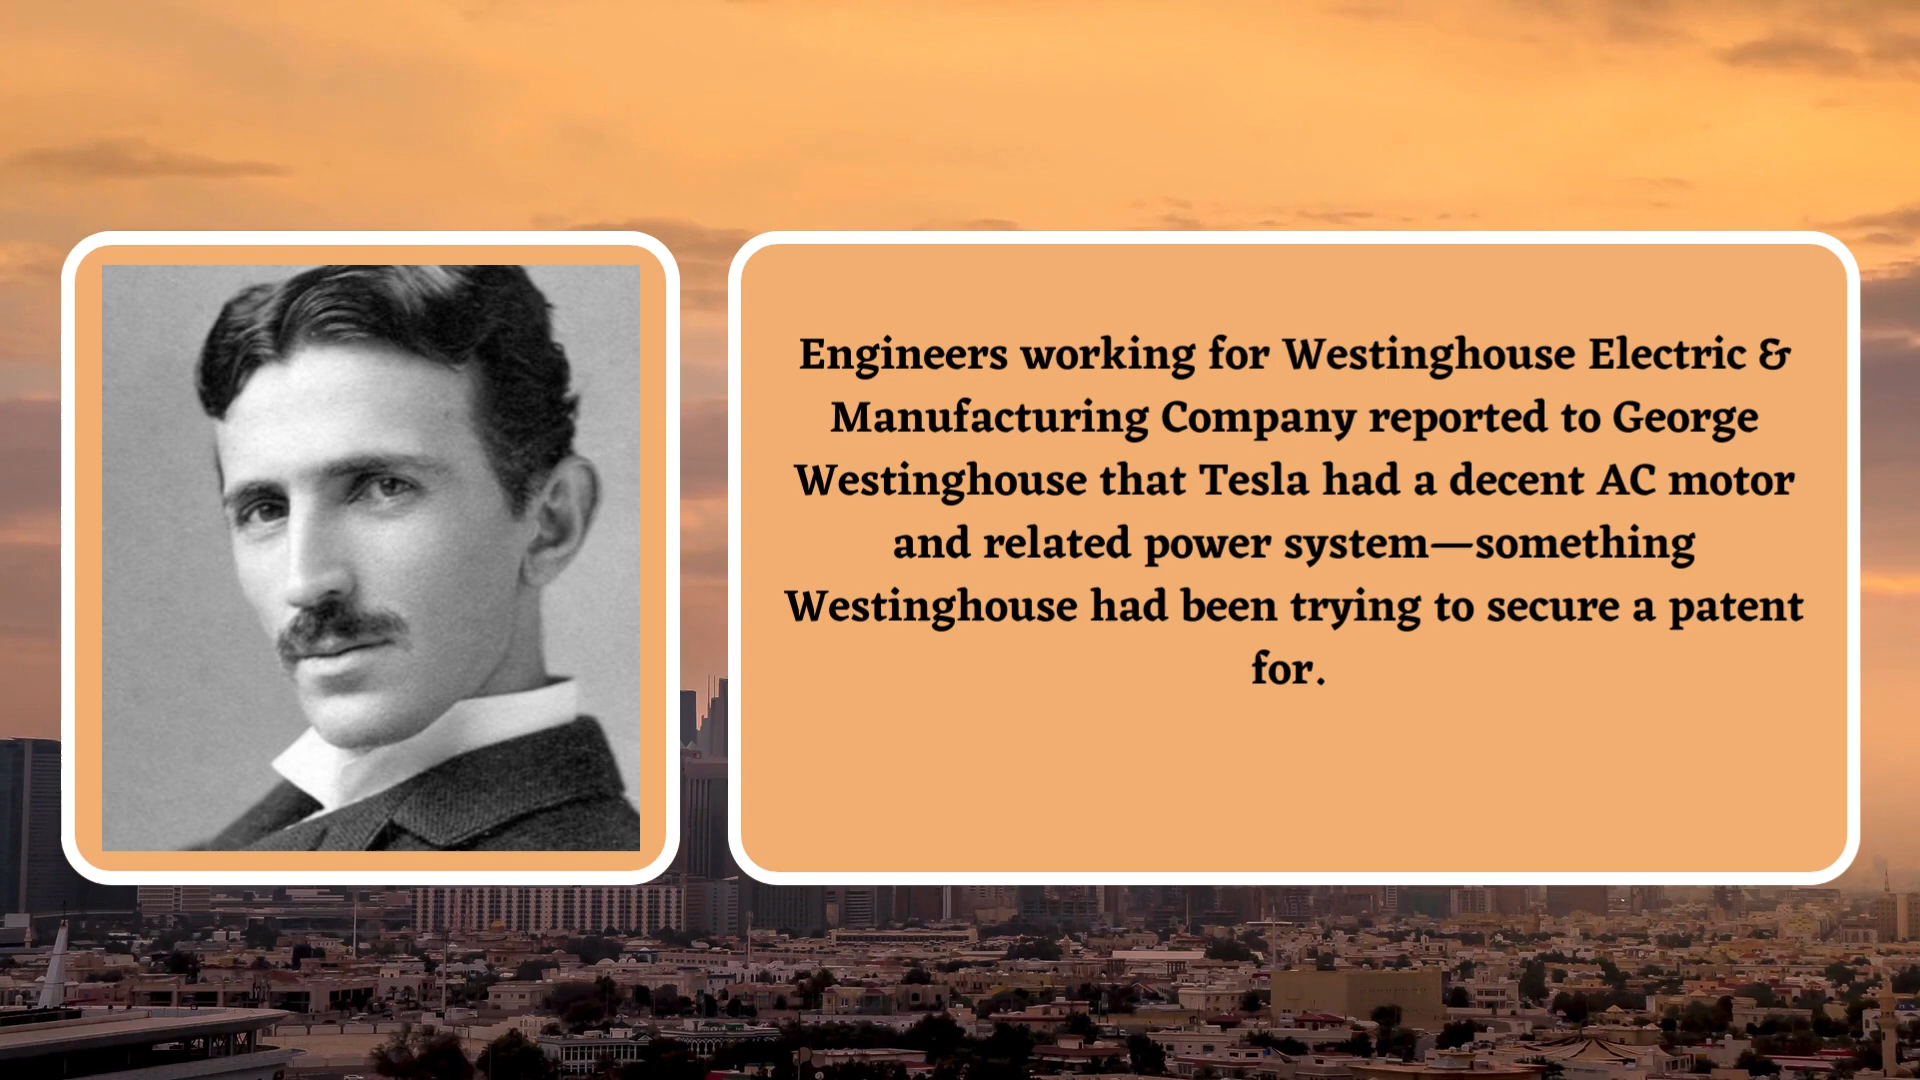 Engineers working for Westinghouse Electric &
Manufacturing Company reported to George
Westinghouse that Tesla had a decent AC motor
and related power system—something
Westinghouse had been trying to secure a patent
for.